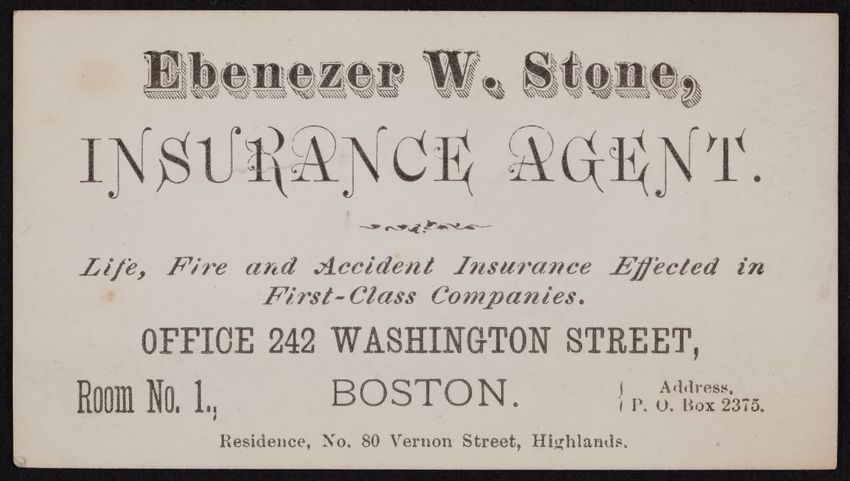 Ebenezer W. Stone,
INSURANCE AGENT.
Life, Fire and Accident Insurance Effected in
First-Class Companies.
OFFICE 242 WASHINGTON STREET,
Room No. 1., BOSTON. Address,
P. O. Box 2375.
Residence, No. 80 Vernon Street, Highlands.